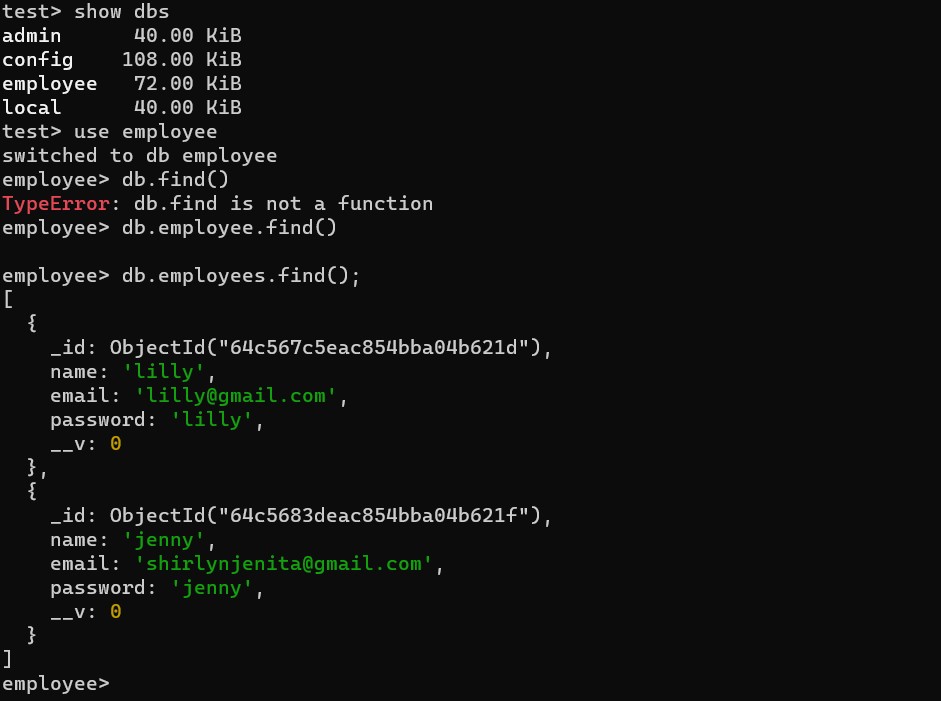 test> show dbs
admin      40.00 KiB
config    108.00 KiB
employee   72.00 KiB
local      40.00 KiB
test> use employee
switched to db employee
employee> db.find()
TypeError: db.find is not a function
employee> db.employee.find()

employee> db.employees.find();
[
  {
    _id: ObjectId("64c567c5eac854bba04b621d"),
    name: 'lilly',
    email: 'lilly@gmail.com',
    password: 'lilly',
    __v: 0
  },
  {
    _id: ObjectId("64c5683deac854bba04b621f"),
    name: 'jenny',
    email: 'shirlynjenita@gmail.com',
    password: 'jenny',
    __v: 0
  }
]
employee>